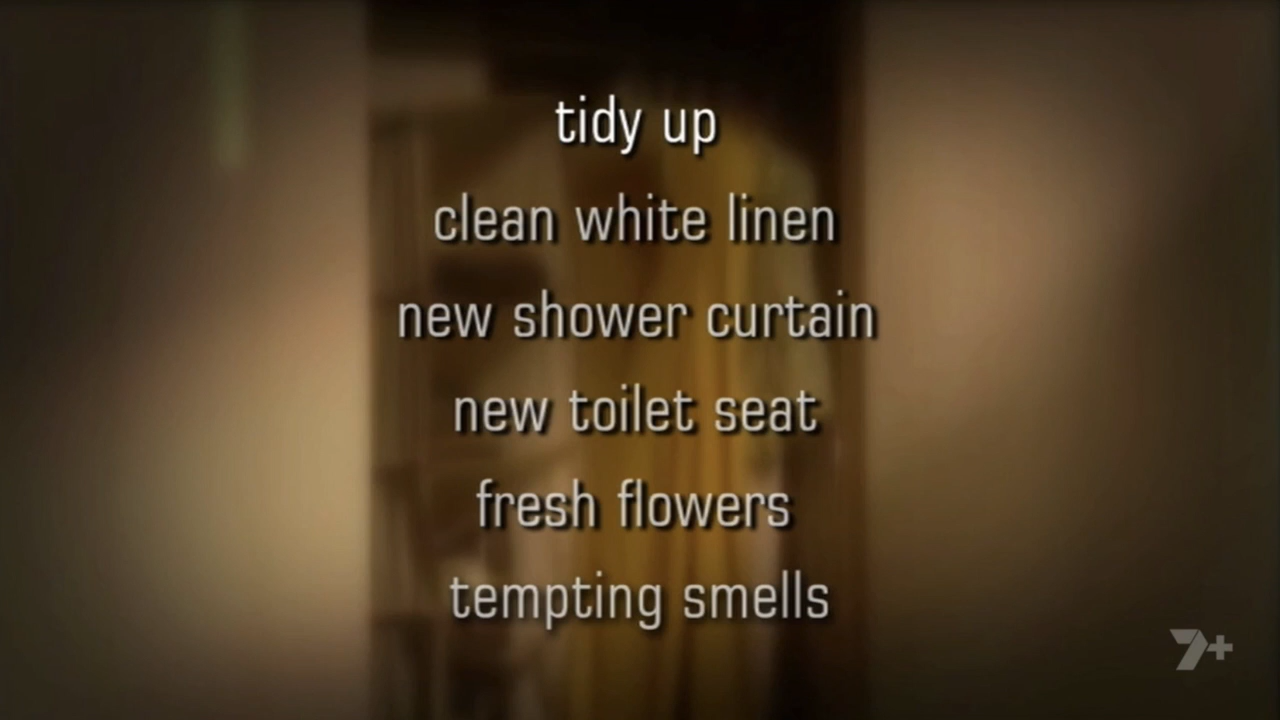 tidy up
clean white linen
new shower curtain
new toilet seat
fresh flowers
tempting smells
7+